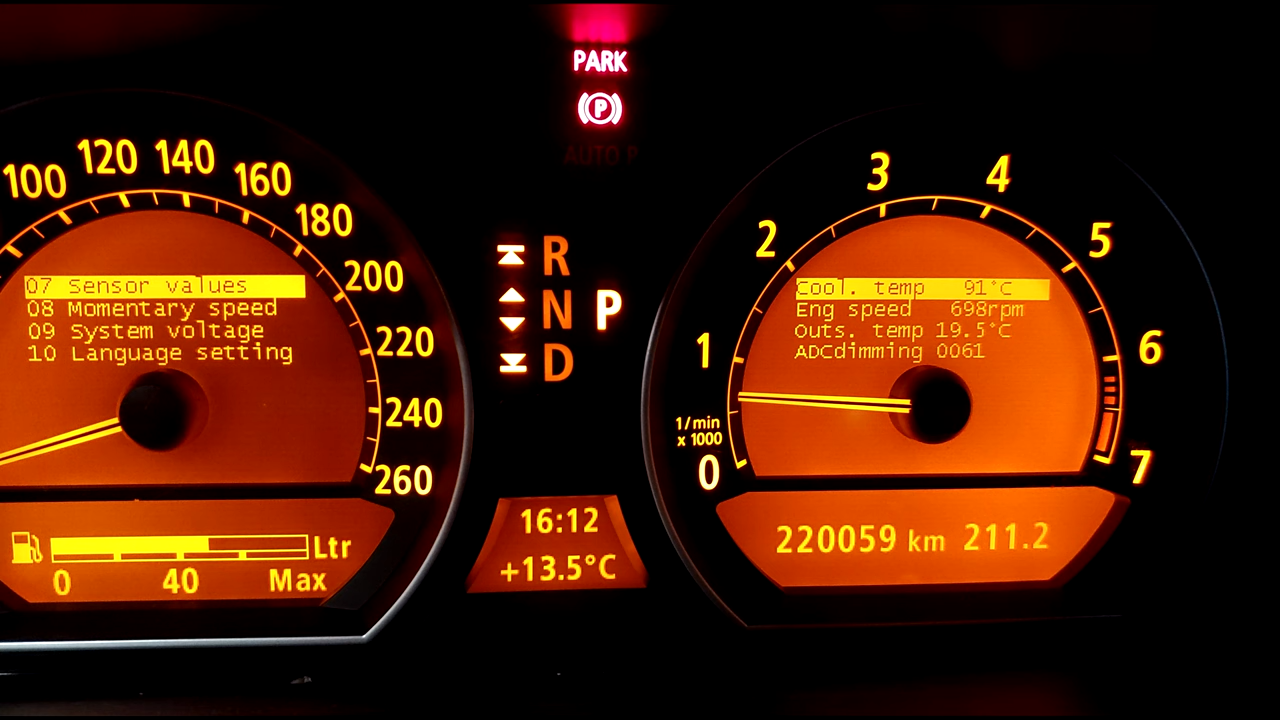 PARK
P
AUTO P
100
120
140
160
180
200
220
240
260
07 Sensor values
08 Momentary speed
09 System voltage
10 Language setting
0
40
Max
Ltr
R
N
D
P
16:12
+13.5°C
0
1
2
3
4
5
6
7
1/min
x 1000
Cool. temp 91°C
Eng speed 698rpm
Outs. temp 19.5°C
ADCdimming 0061
220059 km 211.2